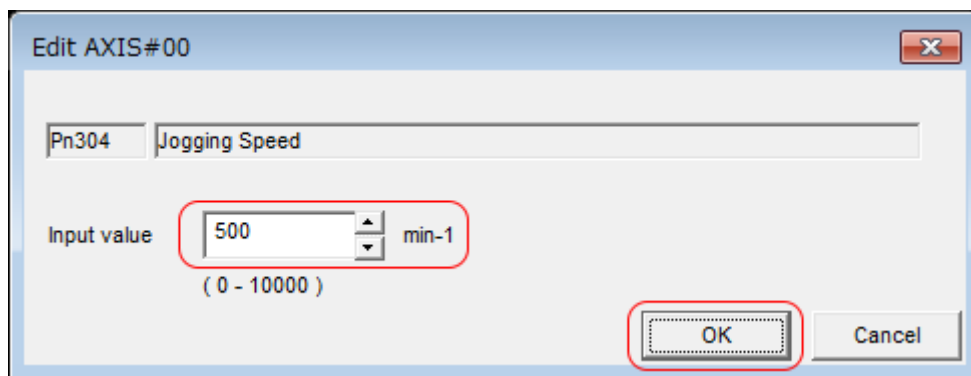 Edit AXIS#00
Pn304 Jogging Speed
Input value 500 min-1
( 0 - 10000 )
OK Cancel